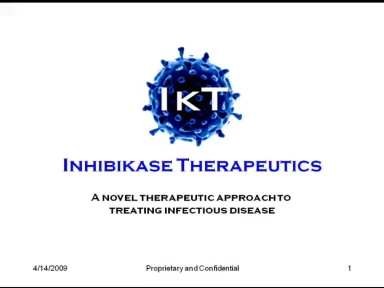 IkT
INHIBIKASE THERAPEUTICS
A NOVEL THERAPEUTIC APPROACH TO
TREATING INFECTIOUS DISEASE
4/14/2009 Proprietary and Confidential 1